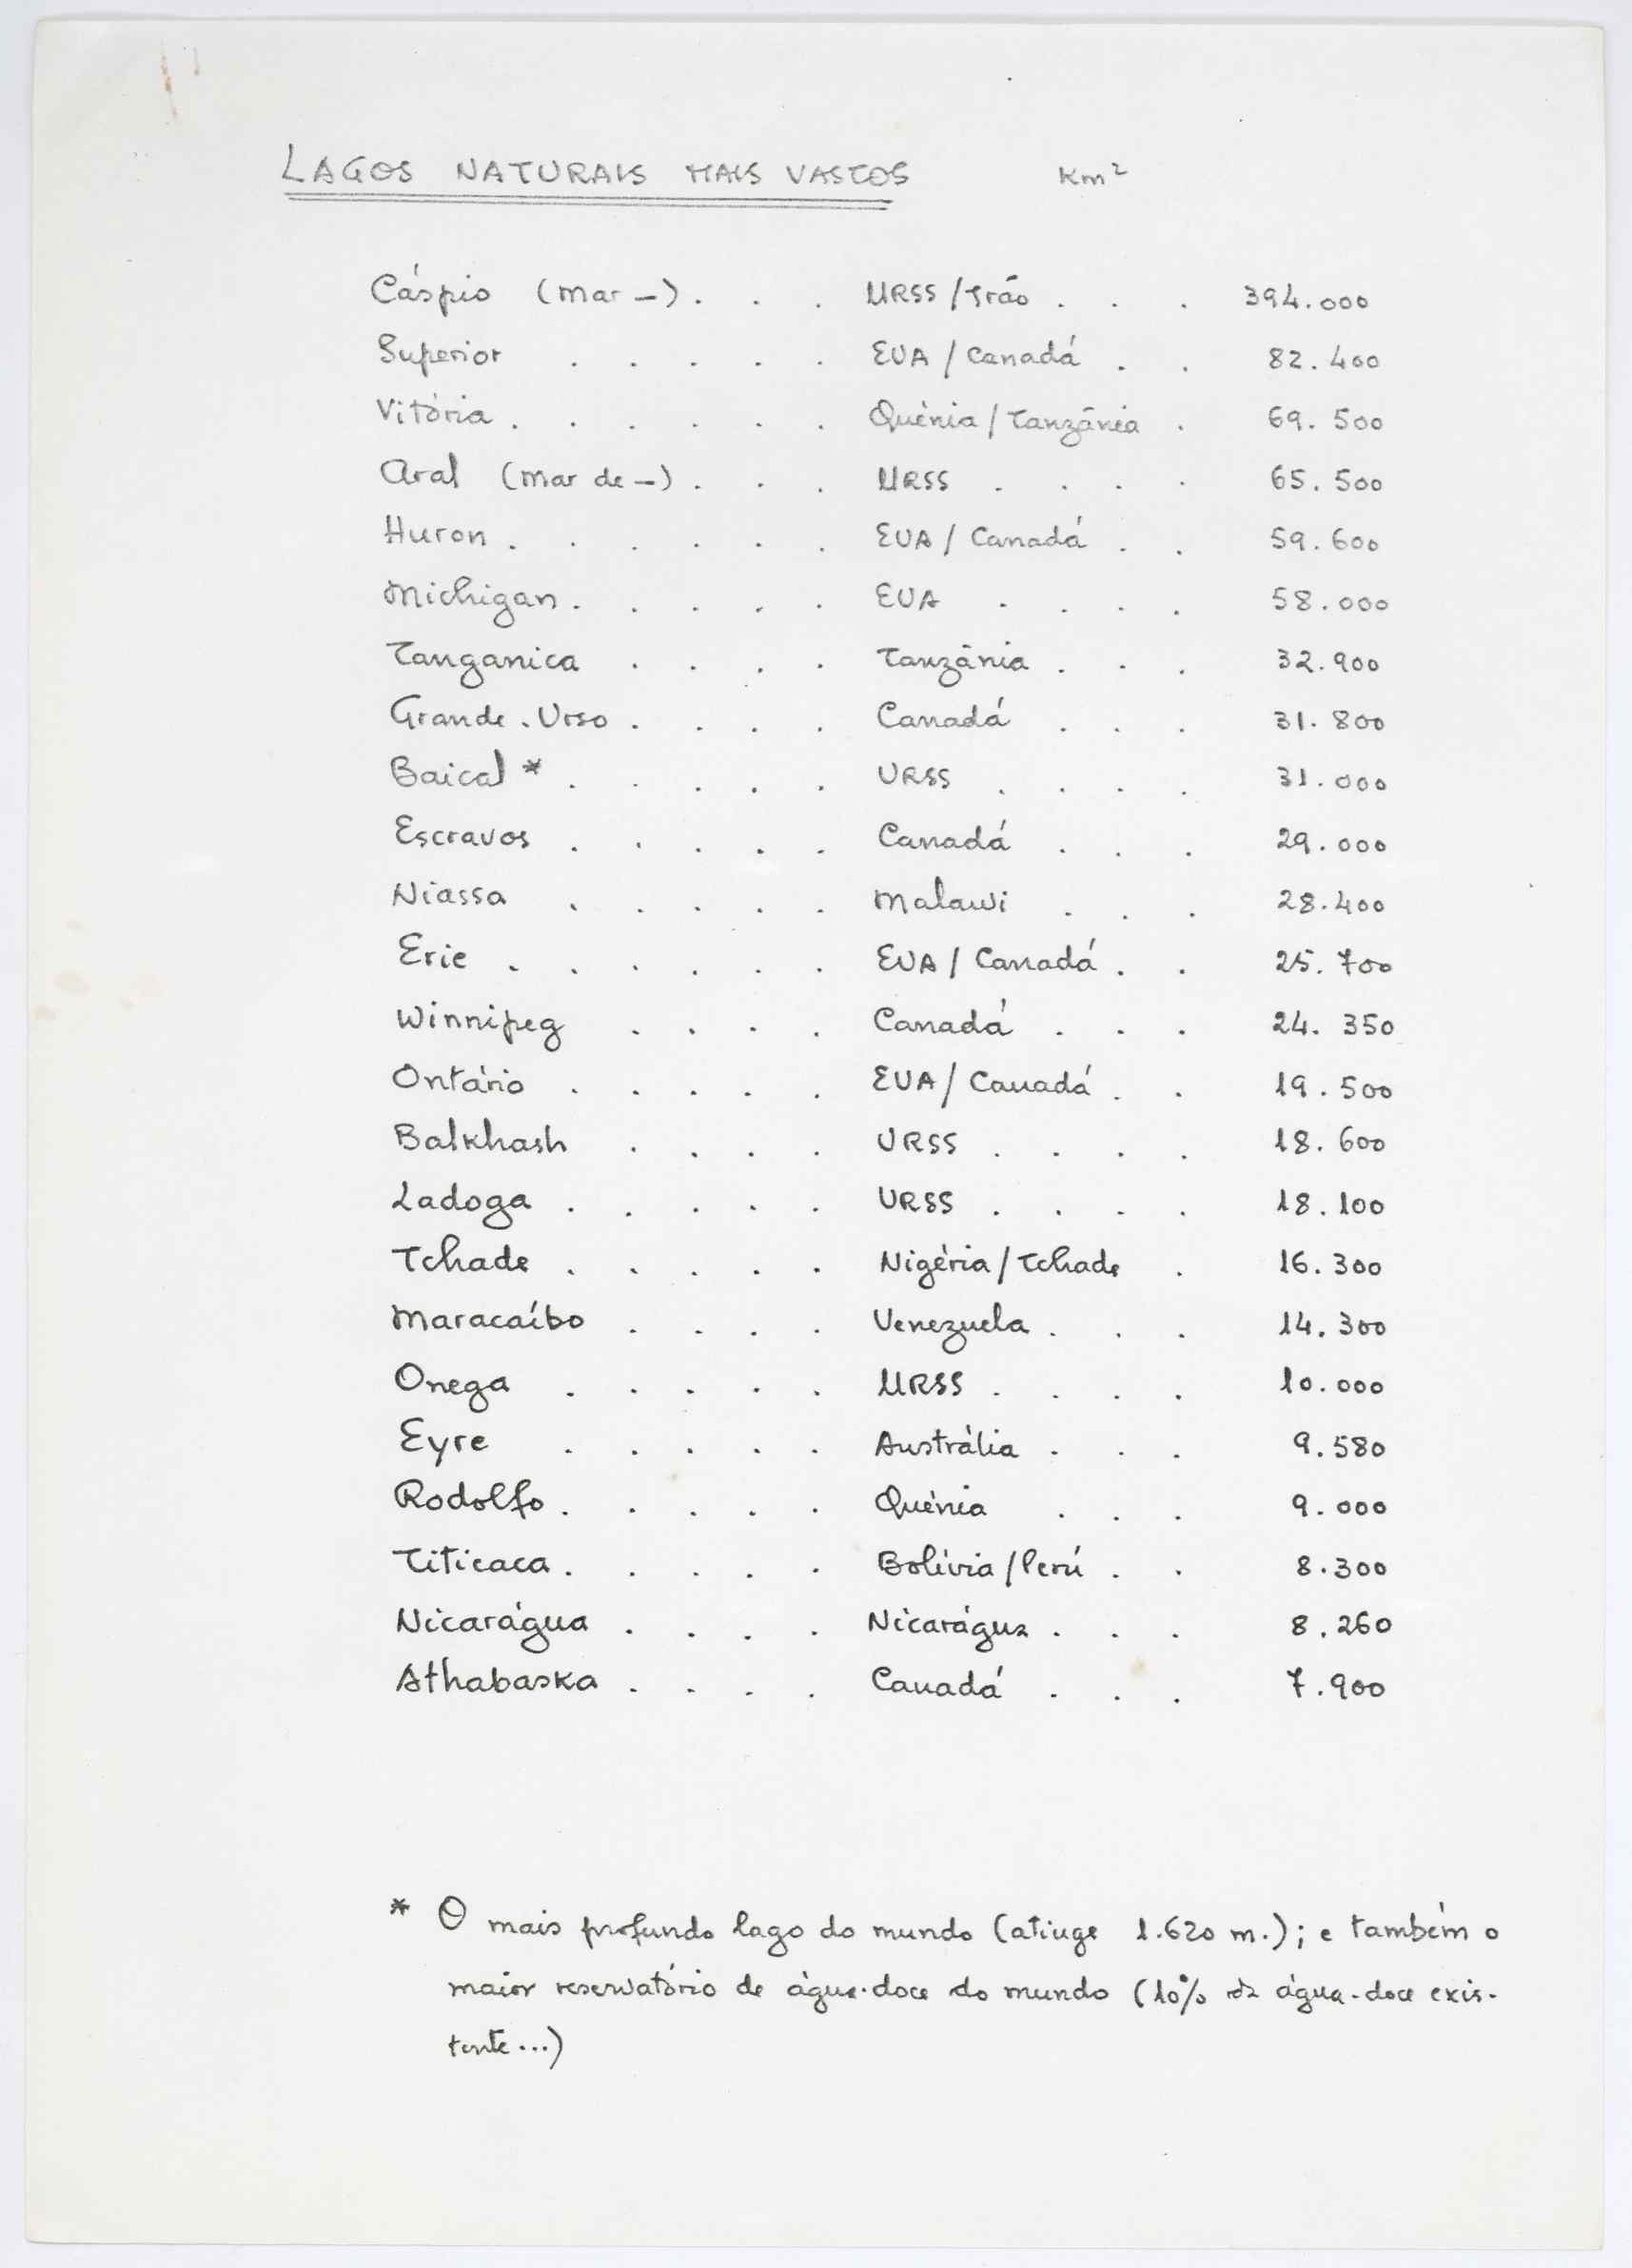 LAGOS NATURAIS MAIS VASTOS Km²
Cáspio (mar –) . . . URSS/Irão . . . 394.000
Superior . . . . . EUA/Canadá . . 82.400
Vitória . . . . . . Quénia/Tanzânia . 69.500
Aral (mar de –) . . . URSS . . . . 65.500
Huron . . . . . . EUA/Canadá . . 59.600
Michigan . . . . . EUA . . . . 58.000
Tanganica . . . . Tanzânia . . . 32.900
Grande-Urso . . . . Canadá . . . 31.800
Baical * . . . . . URSS . . . . 31.000
Escravos . . . . . Canadá . . . 29.000
Niassa . . . . . Malawi . . . 28.400
Erie . . . . . . EUA/Canadá . . 25.700
Winnipeg . . . . Canadá . . . 24.350
Ontário . . . . . EUA/Canadá . . 19.500
Balkhash . . . . URSS . . . . 18.600
Ladoga . . . . . URSS . . . . 18.100
Tchade . . . . . Nigéria/Tchade . 16.300
Maracaíbo . . . . Venezuela . . . 14.300
Onega . . . . . URSS . . . . 10.000
Eyre . . . . . Austrália . . . 9.580
Rodolfo . . . . . Quénia . . . 9.000
Titicaca . . . . . Bolívia/Perú . . 8.300
Nicarágua . . . . Nicarágua . . . 8.260
Athabaska . . . . Canadá . . . 7.900
* O mais profundo lago do mundo (atinge 1.620 m.); e também o
maior reservatório de água-doce do mundo (10% da água-doce exis-
tente...)